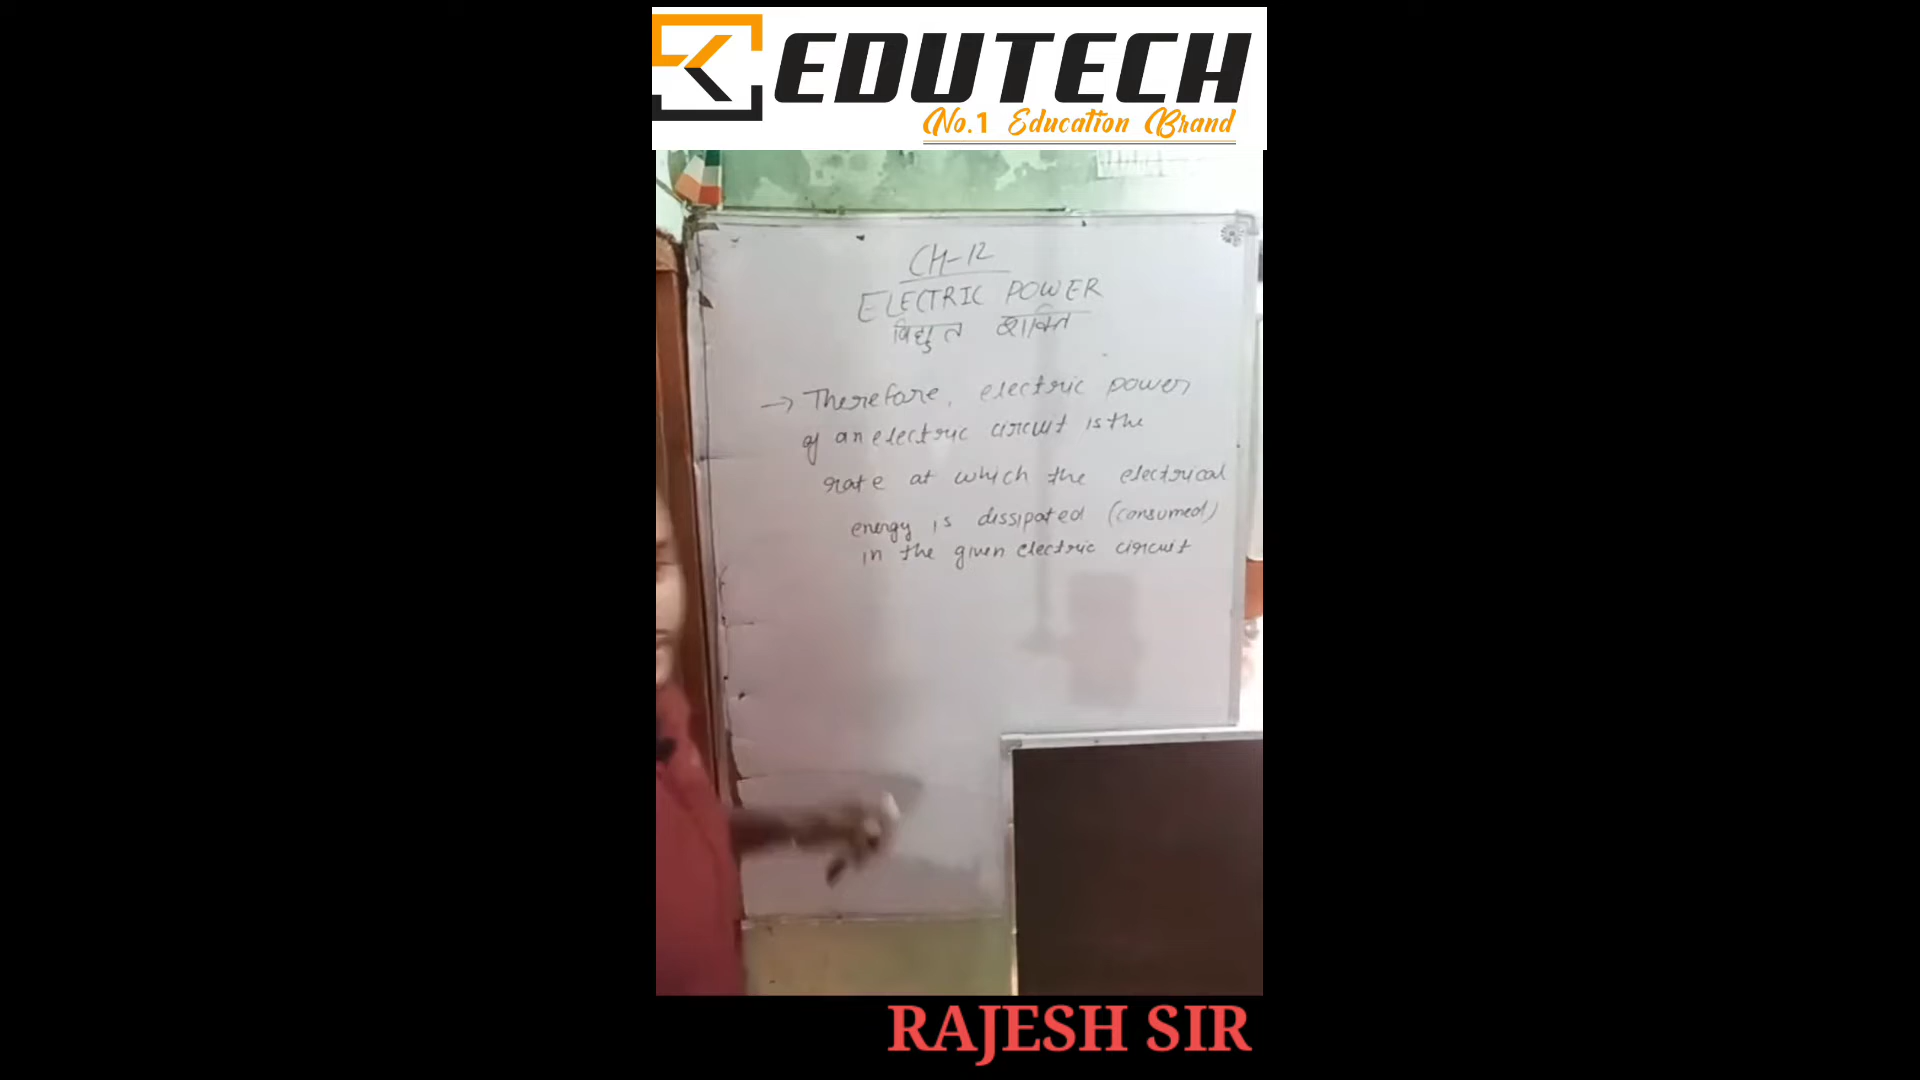 EDUTECH
No.1 Education Brand
CH-12
ELECTRIC POWER
विद्युत शक्ति
→ Therefore, electric power
of an electric circuit is the
rate at which the electrical
energy is dissipated (consumed)
in the given electric circuit
RAJESH SIR